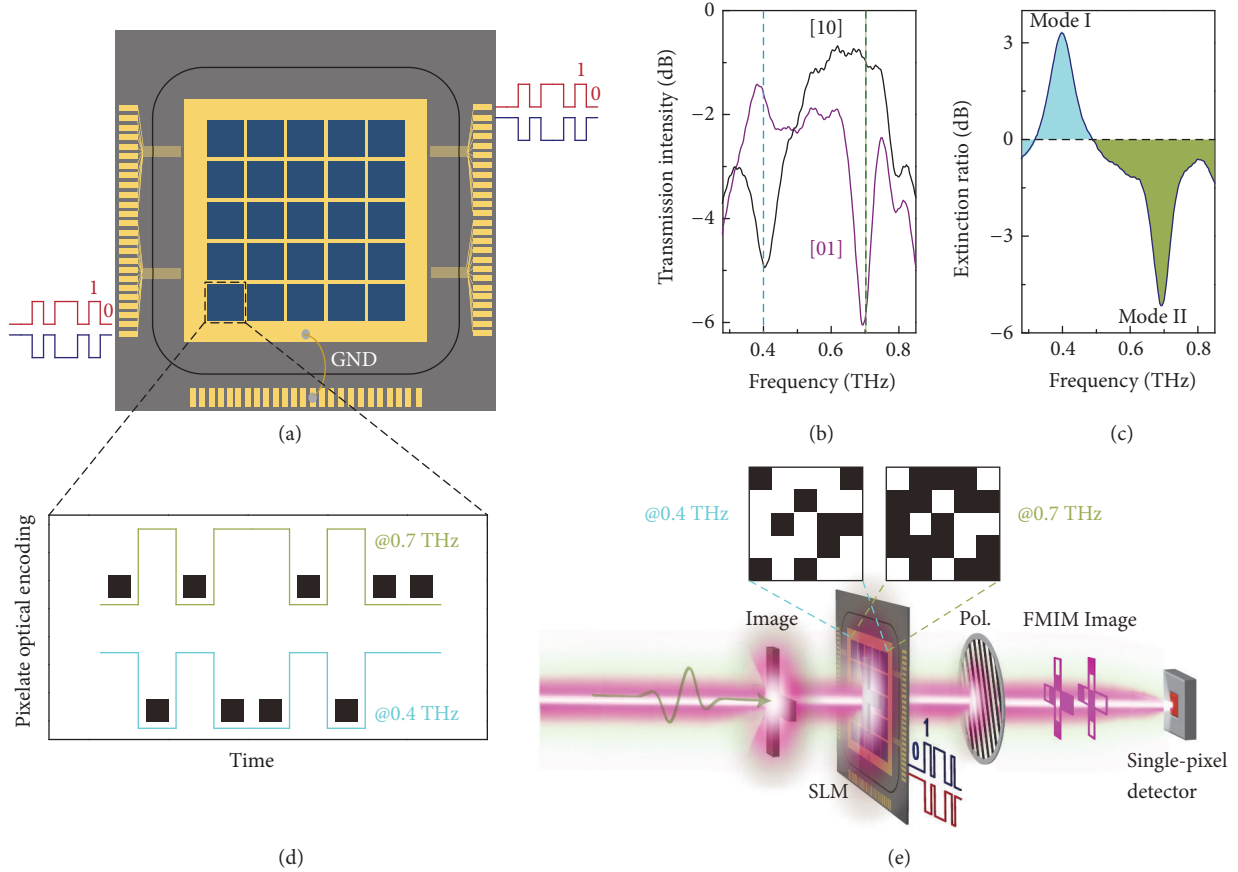 1
0
1
0
GND
(a)
Transmission intensity (dB)
0
−2
−4
−6
[10]
[01]
0.4
0.6
0.8
Frequency (THz)
(b)
Extinction ratio (dB)
3
0
−3
−6
Mode I
Mode II
0.4
0.6
0.8
Frequency (THz)
(c)
Pixelate optical encoding
@0.7 THz
@0.4 THz
Time
(d)
@0.4 THz
@0.7 THz
Image
Pol.
FMIM Image
1
0
SLM
Single-pixel
detector
(e)